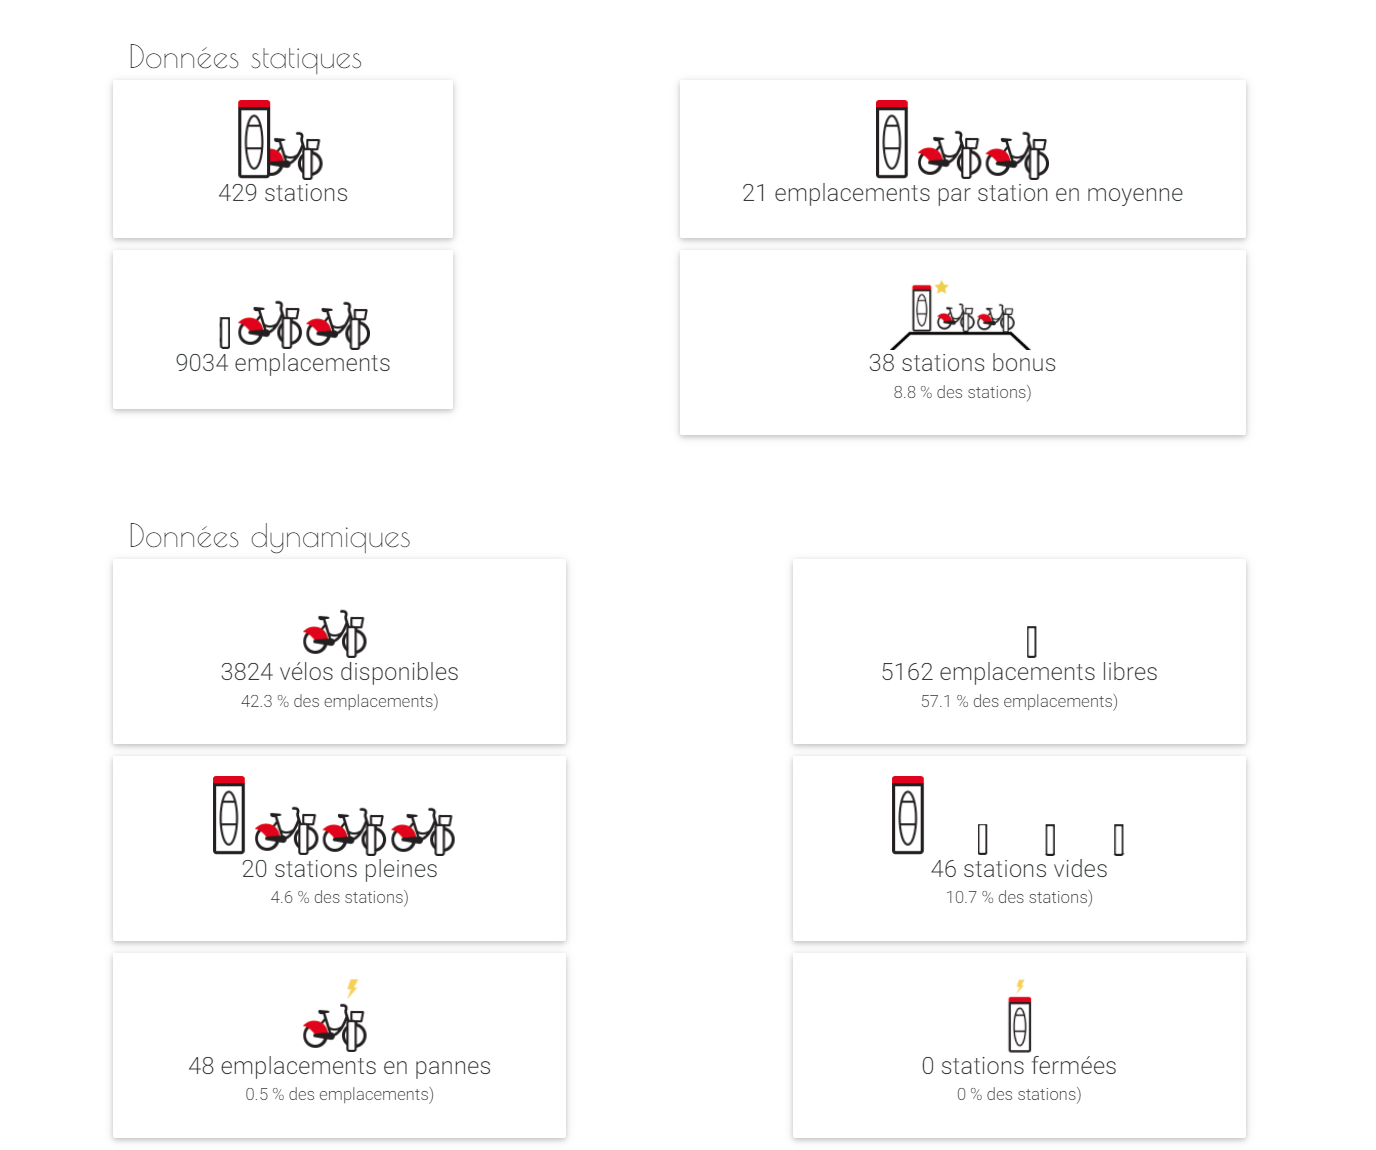 Données statiques
429 stations
21 emplacements par station en moyenne
9034 emplacements
38 stations bonus
8.8 % des stations)
Données dynamiques
3824 vélos disponibles
42.3 % des emplacements)
5162 emplacements libres
57.1 % des emplacements)
20 stations pleines
4.6 % des stations)
46 stations vides
10.7 % des stations)
48 emplacements en pannes
0.5 % des emplacements)
0 stations fermées
0 % des stations)